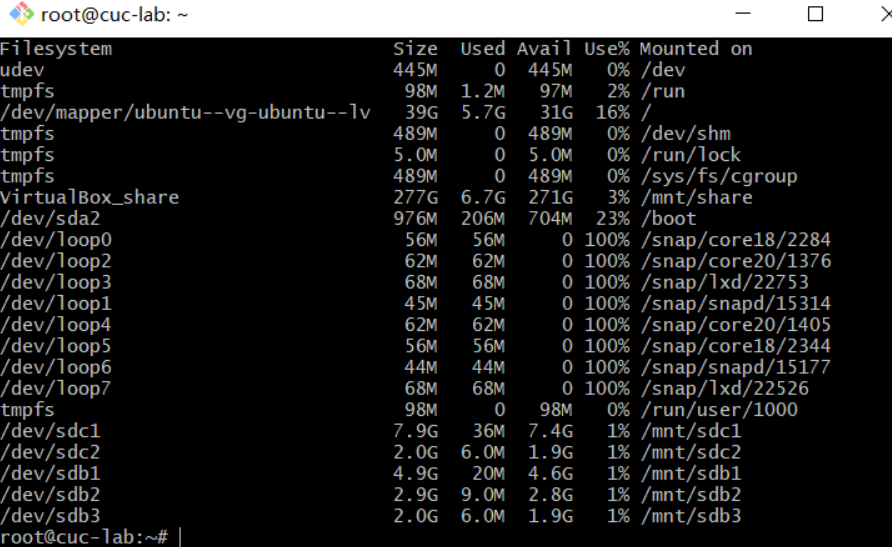 root@cuc-lab: ~
Filesystem                         Size  Used Avail Use% Mounted on
udev                               445M     0  445M   0% /dev
tmpfs                               98M  1.2M   97M   2% /run
/dev/mapper/ubuntu--vg-ubuntu--lv   39G  5.7G   31G  16% /
tmpfs                              489M     0  489M   0% /dev/shm
tmpfs                              5.0M     0  5.0M   0% /run/lock
tmpfs                              489M     0  489M   0% /sys/fs/cgroup
VirtualBox_share                   277G  6.7G  271G   3% /mnt/share
/dev/sda2                          976M  206M  704M  23% /boot
/dev/loop0                          56M   56M     0 100% /snap/core18/2284
/dev/loop2                          62M   62M     0 100% /snap/core20/1376
/dev/loop3                          68M   68M     0 100% /snap/lxd/22753
/dev/loop1                          45M   45M     0 100% /snap/snapd/15314
/dev/loop4                          62M   62M     0 100% /snap/core20/1405
/dev/loop5                          56M   56M     0 100% /snap/core18/2344
/dev/loop6                          44M   44M     0 100% /snap/snapd/15177
/dev/loop7                          68M   68M     0 100% /snap/lxd/22526
tmpfs                               98M     0   98M   0% /run/user/1000
/dev/sdc1                          7.9G   36M  7.4G   1% /mnt/sdc1
/dev/sdc2                          2.0G  6.0M  1.9G   1% /mnt/sdc2
/dev/sdb1                          4.9G   20M  4.6G   1% /mnt/sdb1
/dev/sdb2                          2.9G  9.0M  2.8G   1% /mnt/sdb2
/dev/sdb3                          2.0G  6.0M  1.9G   1% /mnt/sdb3
root@cuc-lab:~#